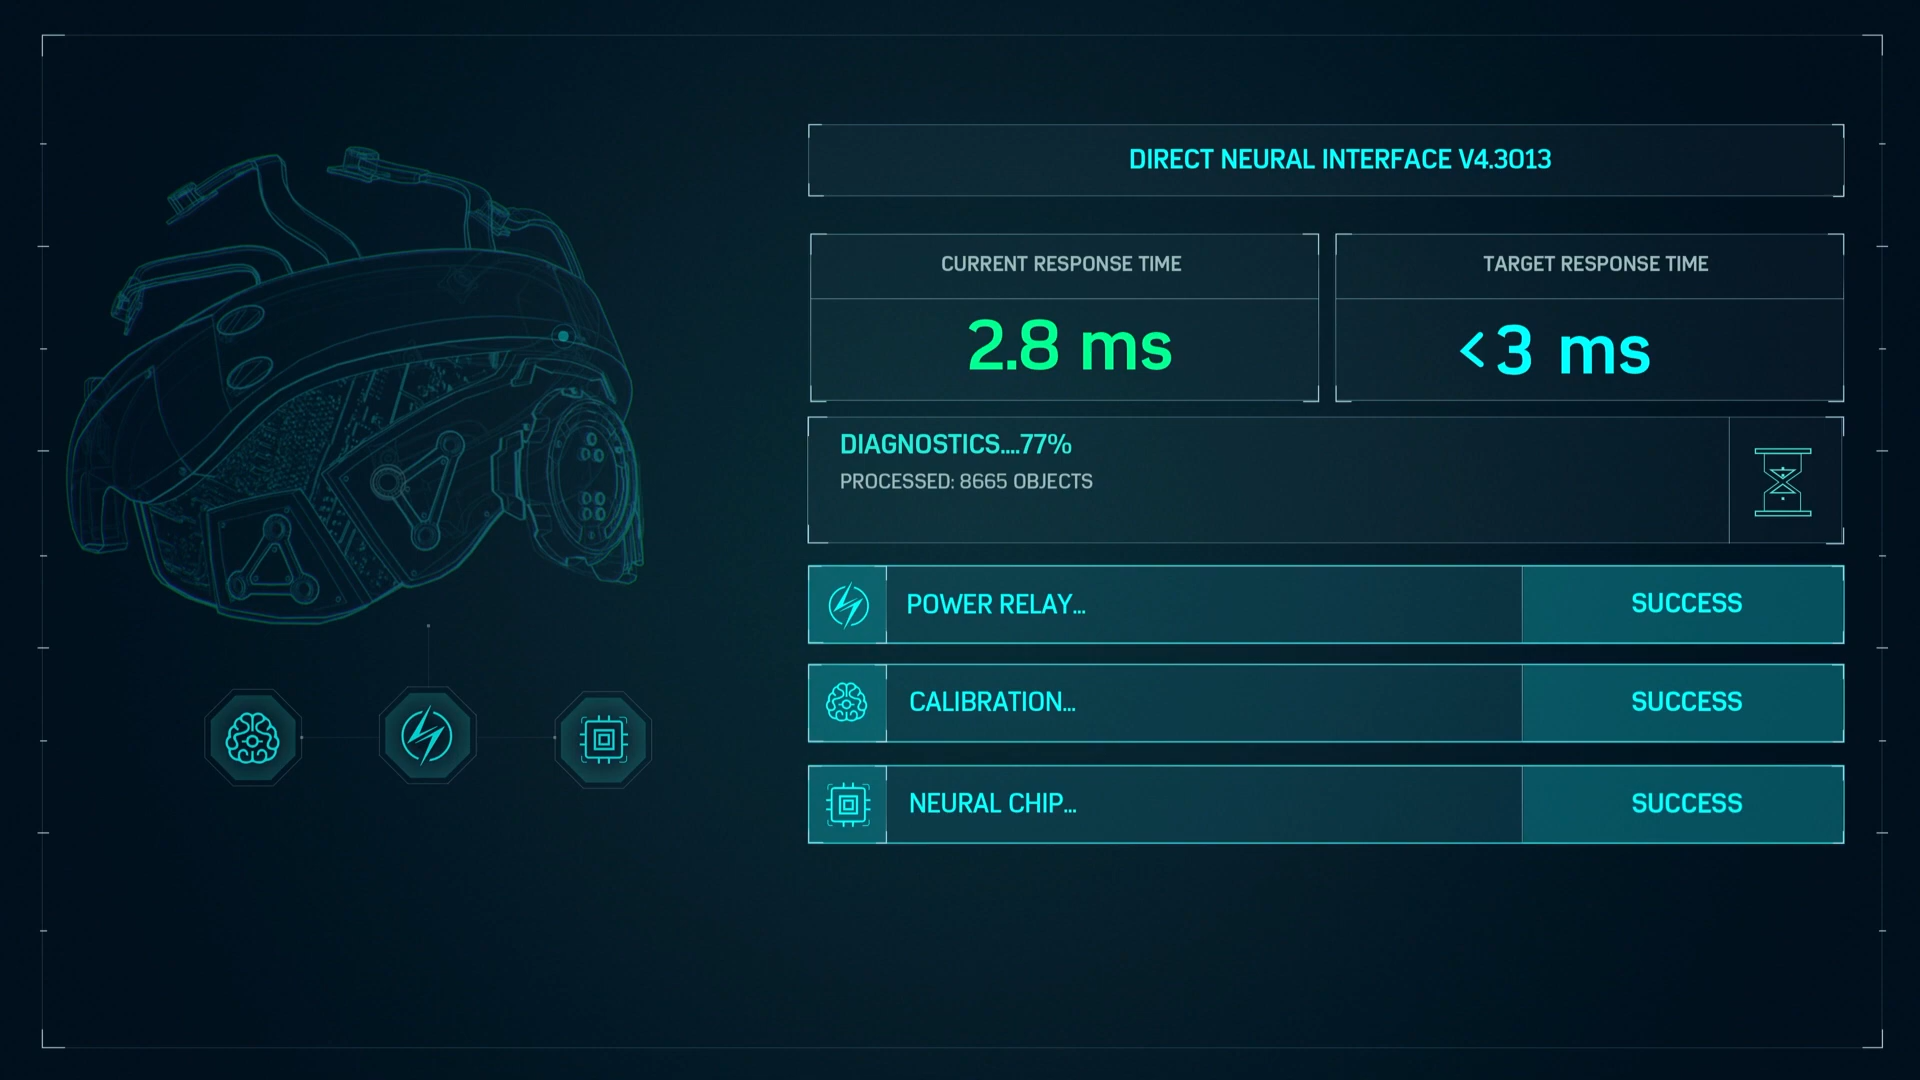 DIRECT NEURAL INTERFACE V4.3013
CURRENT RESPONSE TIME
2.8 ms
TARGET RESPONSE TIME
<3 ms
DIAGNOSTICS....77%
PROCESSED: 8665 OBJECTS
POWER RELAY...
SUCCESS
CALIBRATION...
SUCCESS
NEURAL CHIP...
SUCCESS